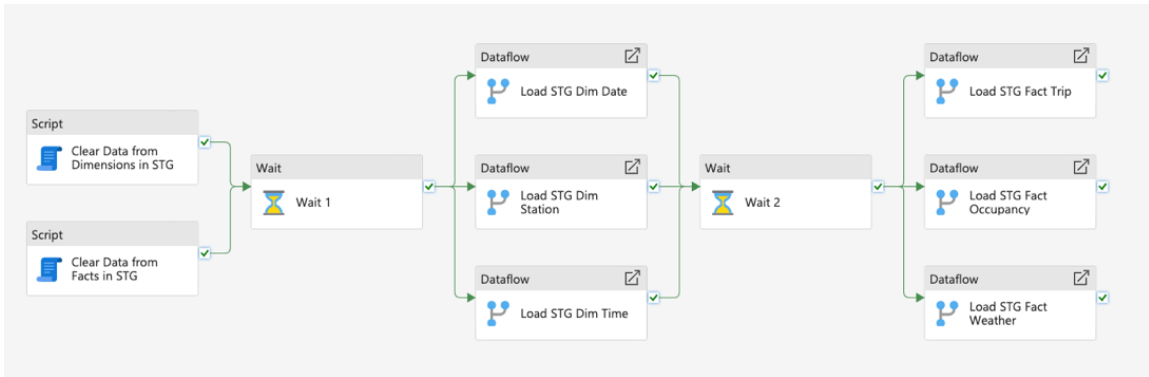 Script
Clear Data from
Dimensions in STG
Script
Clear Data from
Facts in STG
Wait
Wait 1
Dataflow
Load STG Dim Date
Dataflow
Load STG Dim
Station
Dataflow
Load STG Dim Time
Wait
Wait 2
Dataflow
Load STG Fact Trip
Dataflow
Load STG Fact
Occupancy
Dataflow
Load STG Fact
Weather